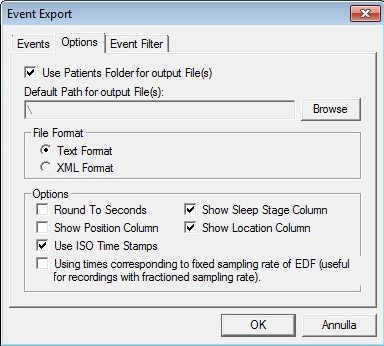 Event Export
Events Options Event Filter
Use Patients Folder for output File(s)
Default Path for output File(s):
\ Browse
File Format
Text Format
XML Format
Options
Round To Seconds Show Sleep Stage Column
Show Position Column Show Location Column
Use ISO Time Stamps
Using times corresponding to fixed sampling rate of EDF (useful
for recordings with fractioned sampling rate).
OK Annulla